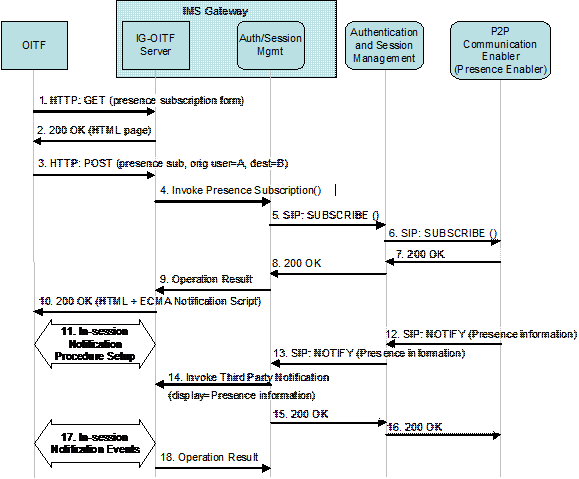 IMS Gateway
OITF
IG-OITF
Server
Auth/Session
Mgmt
Authentication
and Session
Management
P2P
Communication
Enabler
(Presence Enabler)
1. HTTP: GET (presence subscription form)
2. 200 OK (HTML page)
3. HTTP: POST (presence sub, orig user=A, dest=B)
4. Invoke Presence Subscription()
5. SIP: SUBSCRIBE ()
6. SIP: SUBSCRIBE ()
7. 200 OK
8. 200 OK
9. Operation Result
10. 200 OK (HTML + ECMA Notification Script)
11. In-session
Notification
Procedure Setup
12. SIP: NOTIFY (Presence information)
13. SIP: NOTIFY (Presence information)
14. Invoke Third Party Notification
(display=Presence information)
15. 200 OK
16. 200 OK
17. In-session
Notification Events
18. Operation Result